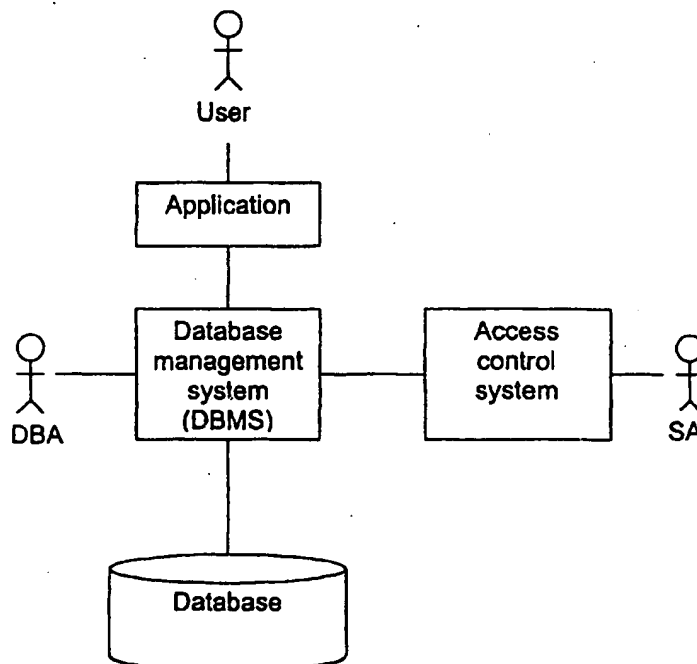 User
Application
Database
management
system
(DBMS)
Access
control
system
DBA
SA
Database